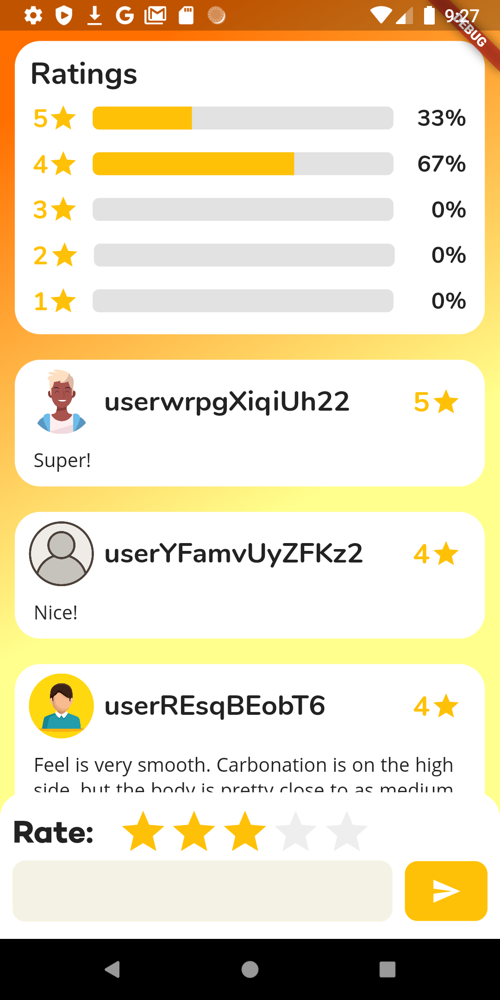 9:27
DEBUG
Ratings
5 33%
4 67%
3 0%
2 0%
1 0%
userwrpgXiqiUh22 5
Super!
userYFamvUyZFKz2 4
Nice!
userREsqBEobT6 4
Feel is very smooth. Carbonation is on the high
side, but the body is pretty close to as medium
Rate: